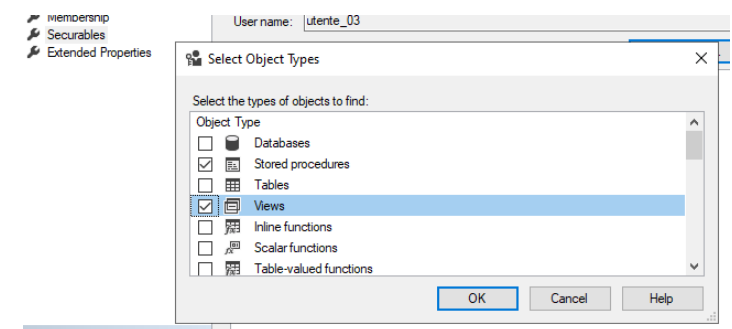 Membership
Securables
Extended Properties
User name: utente_03
Select Object Types
Select the types of objects to find:
Object Type
Databases
Stored procedures
Tables
Views
Inline functions
Scalar functions
Table-valued functions
OK Cancel Help